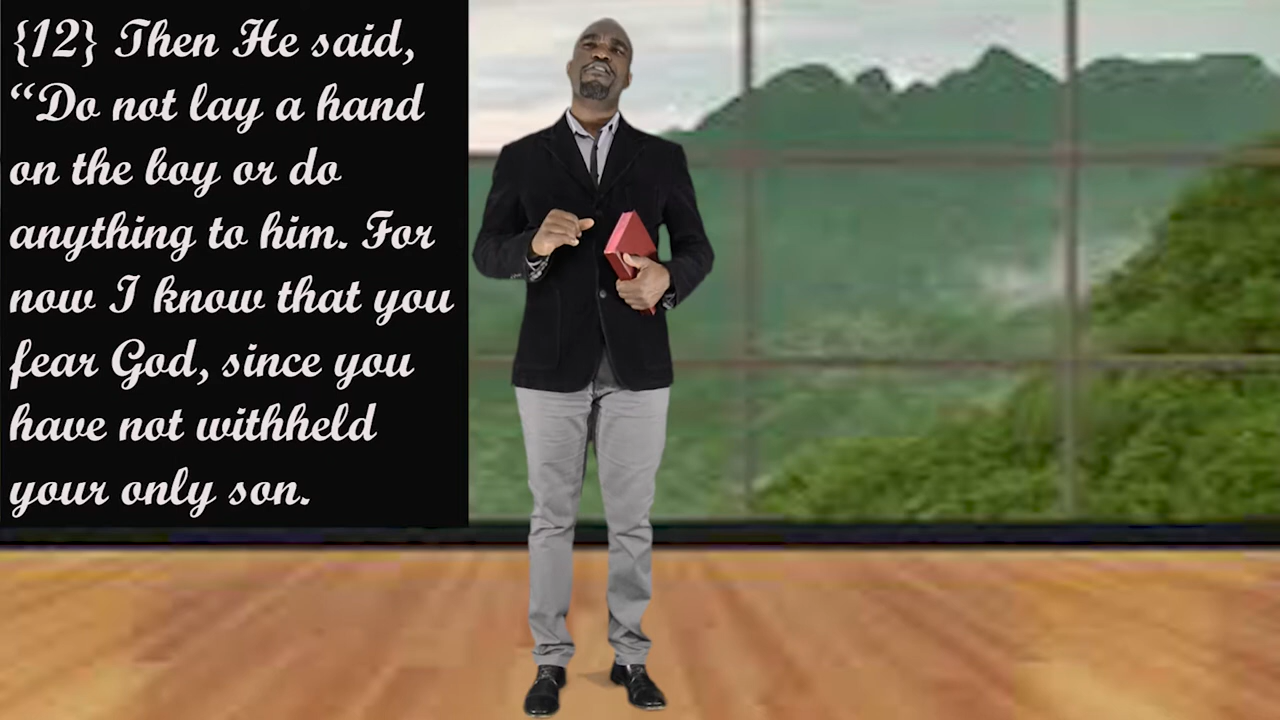 {12} Then He said,
“Do not lay a hand
on the boy or do
anything to him. For
now I know that you
fear God, since you
have not withheld
your only son.